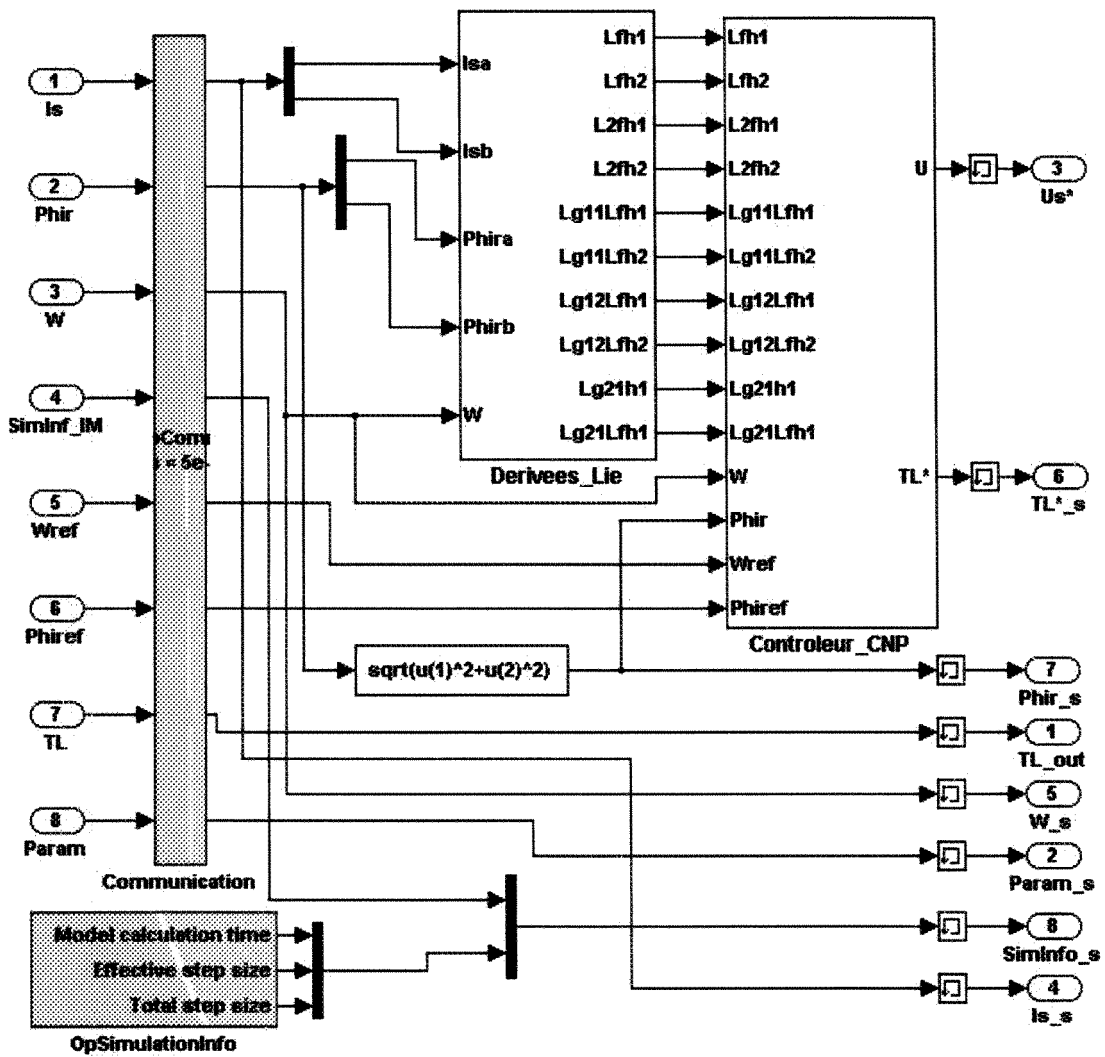 1
Is
2
Phir
3
W
4
SimInf_IM
5
Wref
6
Phiref
7
TL
8
Param
Communication
Model calculation time
Effective step size
Total step size
OpSimulationInfo
Isa
Isb
Phira
Phirb
W
Lfh1
Lfh2
L2fh1
L2fh2
Lg11Lfh1
Lg11Lfh2
Lg12Lfh1
Lg12Lfh2
Lg21h1
Lg21Lfh1
Derivees_Lie
Lfh1
Lfh2
L2fh1
L2fh2
Lg11Lfh1
Lg11Lfh2
Lg12Lfh1
Lg12Lfh2
Lg21h1
Lg21Lfh1
W
Phir
Wref
Phiref
U
TL*
Controleur_CNP
sqrt(u(1)^2+u(2)^2)
3
Us*
6
TL*_s
7
Phir_s
1
TL_out
5
W_s
2
Param_s
8
SimInfo_s
4
Is_s